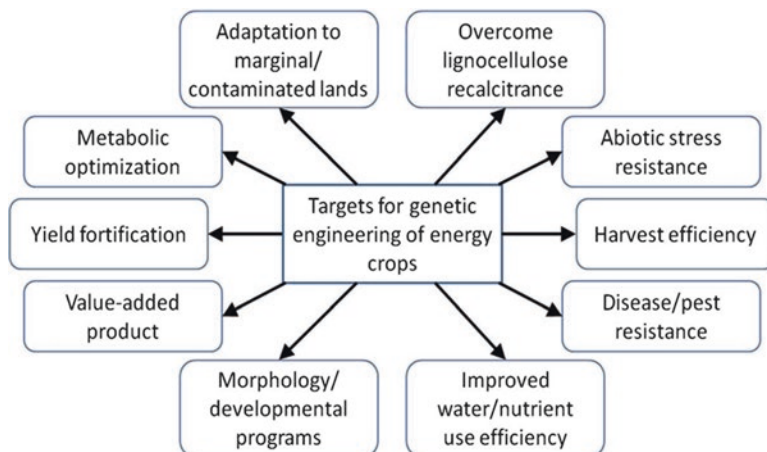 Adaptation to
marginal/
contaminated lands
Overcome
lignocellulose
recalcitrance
Metabolic
optimization
Abiotic stress
resistance
Yield fortification
Targets for genetic
engineering of energy
crops
Harvest efficiency
Value-added
product
Disease/pest
resistance
Morphology/
developmental
programs
Improved
water/nutrient
use efficiency